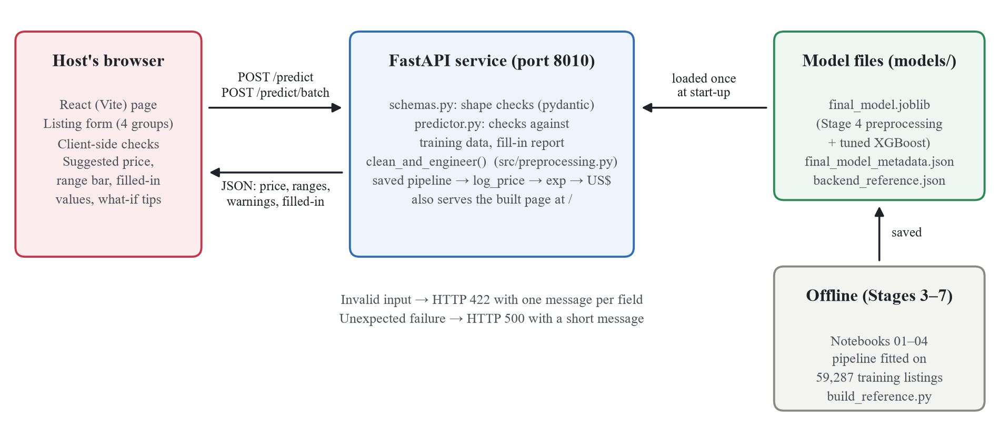 Host's browser
React (Vite) page
Listing form (4 groups)
Client-side checks
Suggested price,
range bar, filled-in
values, what-if tips
POST /predict
POST /predict/batch
JSON: price, ranges,
warnings, filled-in
FastAPI service (port 8010)
schemas.py: shape checks (pydantic)
predictor.py: checks against
training data, fill-in report
clean_and_engineer()  (src/preprocessing.py)
saved pipeline → log_price → exp → US$
also serves the built page at /
loaded once
at start-up
Model files (models/)
final_model.joblib
(Stage 4 preprocessing
+ tuned XGBoost)
final_model_metadata.json
backend_reference.json
saved
Offline (Stages 3–7)
Notebooks 01–04
pipeline fitted on
59,287 training listings
build_reference.py
Invalid input → HTTP 422 with one message per field
Unexpected failure → HTTP 500 with a short message